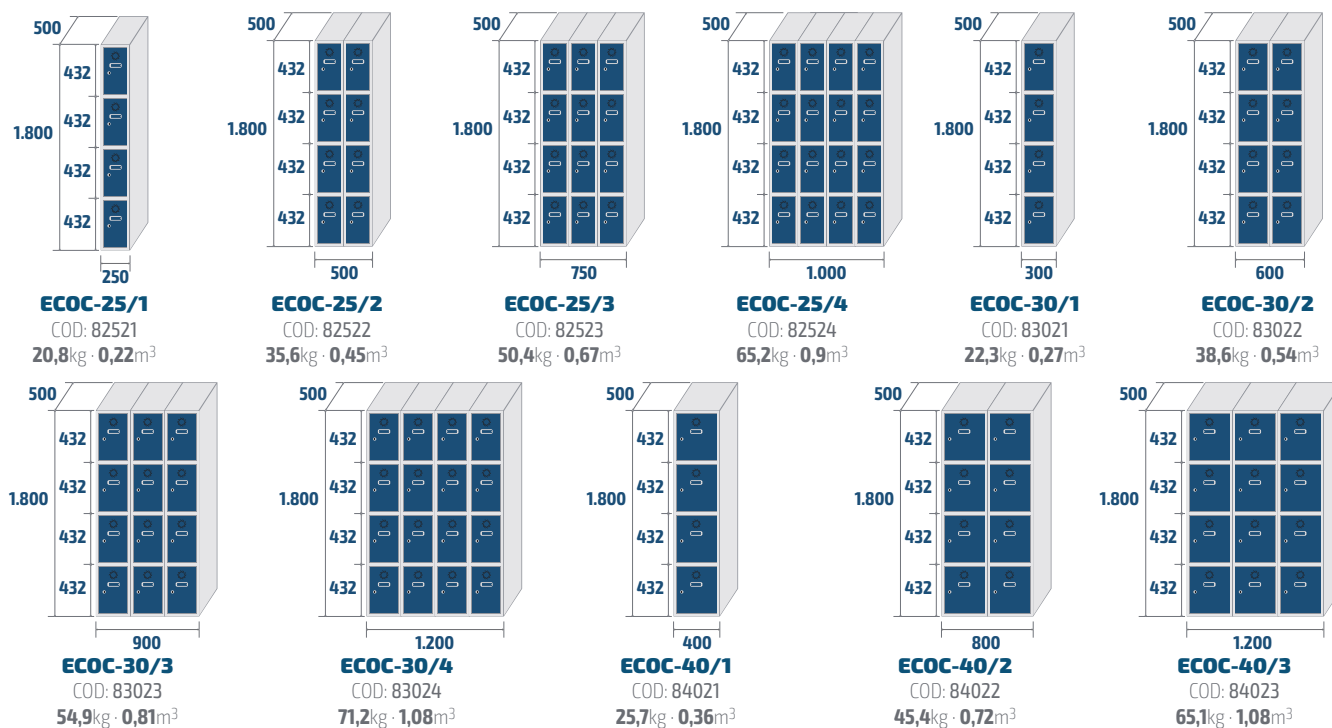 500
432
432
432
432
1.800
250
ECOC-25/1
COD: 82521
20,8kg · 0,22m³
500
432
432
432
432
1.800
500
ECOC-25/2
COD: 82522
35,6kg · 0,45m³
500
432
432
432
432
1.800
750
ECOC-25/3
COD: 82523
50,4kg · 0,67m³
500
432
432
432
432
1.800
1.000
ECOC-25/4
COD: 82524
65,2kg · 0,9m³
500
432
432
432
432
1.800
300
ECOC-30/1
COD: 83021
22,3kg · 0,27m³
500
432
432
432
432
1.800
600
ECOC-30/2
COD: 83022
38,6kg · 0,54m³
500
432
432
432
432
1.800
900
ECOC-30/3
COD: 83023
54,9kg · 0,81m³
500
432
432
432
432
1.800
1.200
ECOC-30/4
COD: 83024
71,2kg · 1,08m³
500
432
432
432
432
1.800
400
ECOC-40/1
COD: 84021
25,7kg · 0,36m³
500
432
432
432
432
1.800
800
ECOC-40/2
COD: 84022
45,4kg · 0,72m³
500
432
432
432
432
1.800
1.200
ECOC-40/3
COD: 84023
65,1kg · 1,08m³